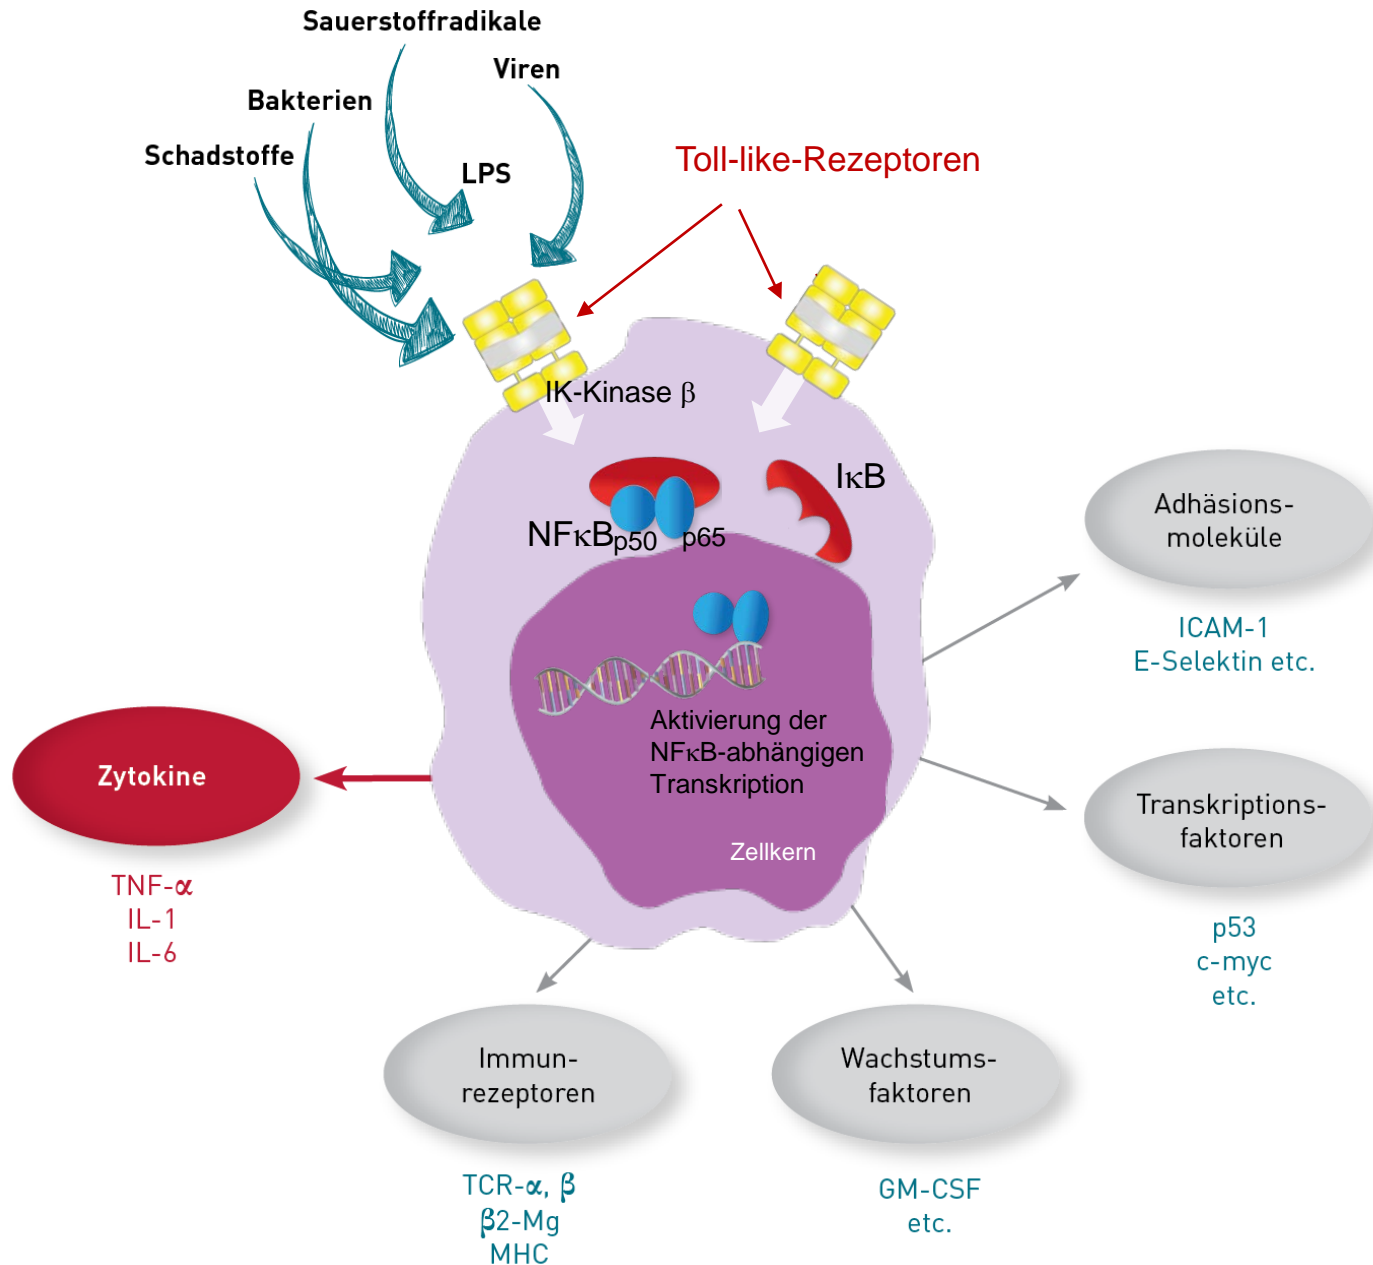 Sauerstoffradikale
Viren
Bakterien
Schadstoffe
LPS
Toll-like-Rezeptoren
IK-Kinase β
IκB
NFκB p50 p65
Adhäsions-
moleküle
ICAM-1
E-Selektin etc.
Aktivierung der
NFκB-abhängigen
Transkription
Zellkern
Zytokine
TNF-α
IL-1
IL-6
Transkriptions-
faktoren
p53
c-myc
etc.
Immun-
rezeptoren
TCR-α, β
β2-Mg
MHC
Wachstums-
faktoren
GM-CSF
etc.